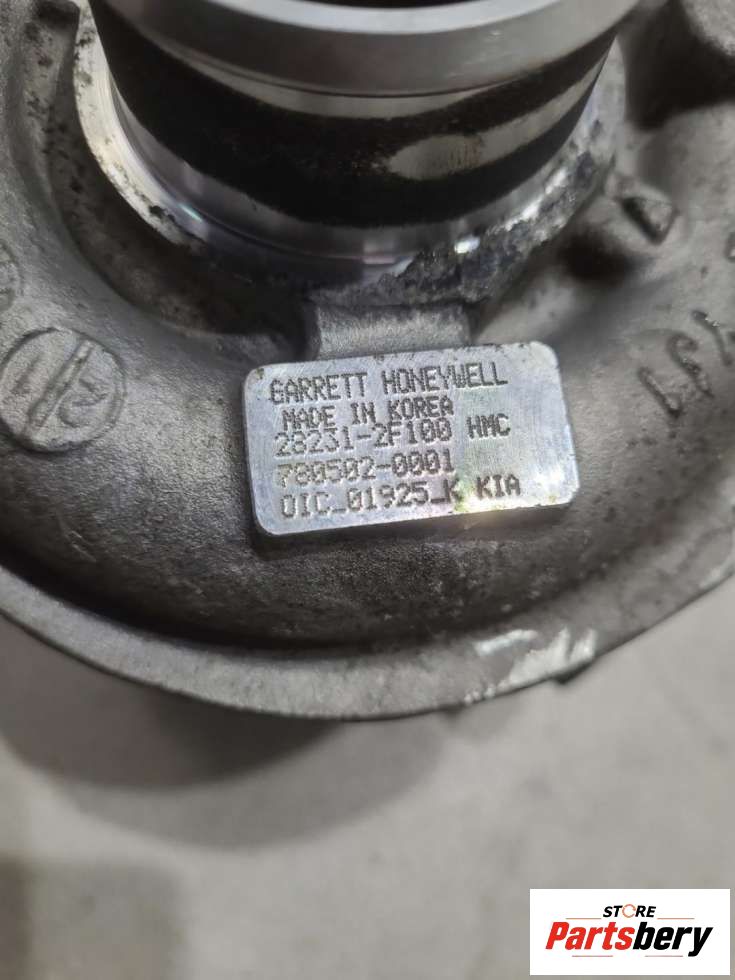 GARRETT HONEYWELL
MADE IN KOREA
28231-2F100 HMC
780502-0001
OIC_01925_K KIA
STORE
Partsbery